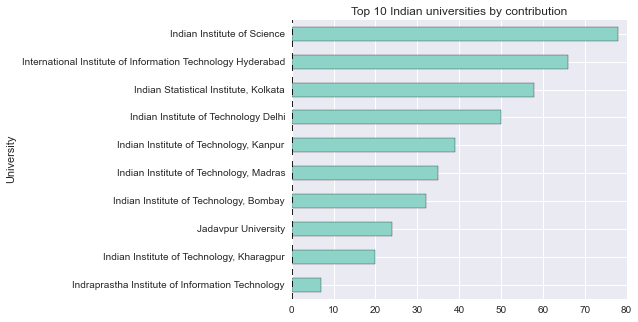 Top 10 Indian universities by contribution
University
Indian Institute of Science
International Institute of Information Technology Hyderabad
Indian Statistical Institute, Kolkata
Indian Institute of Technology Delhi
Indian Institute of Technology, Kanpur
Indian Institute of Technology, Madras
Indian Institute of Technology, Bombay
Jadavpur University
Indian Institute of Technology, Kharagpur
Indraprastha Institute of Information Technology
0 10 20 30 40 50 60 70 80